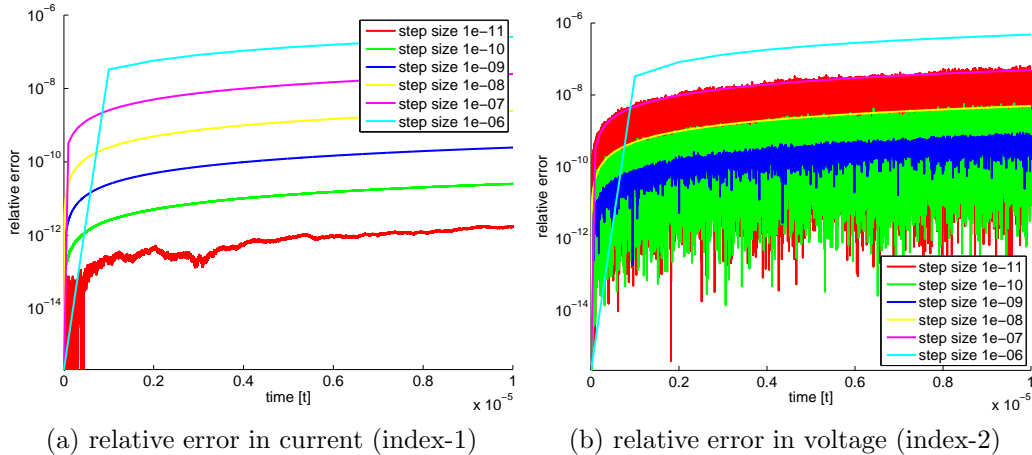 10⁻⁶
10⁻⁸
10⁻¹⁰
10⁻¹²
10⁻¹⁴
relative error
step size 1e−11
step size 1e−10
step size 1e−09
step size 1e−08
step size 1e−07
step size 1e−06
0 0.2 0.4 0.6 0.8 1
time [t]
x 10⁻⁵
(a) relative error in current (index-1)
10⁻⁶
10⁻⁸
10⁻¹⁰
10⁻¹²
10⁻¹⁴
relative error
step size 1e−11
step size 1e−10
step size 1e−09
step size 1e−08
step size 1e−07
step size 1e−06
0 0.2 0.4 0.6 0.8 1
time [t]
x 10⁻⁵
(b) relative error in voltage (index-2)